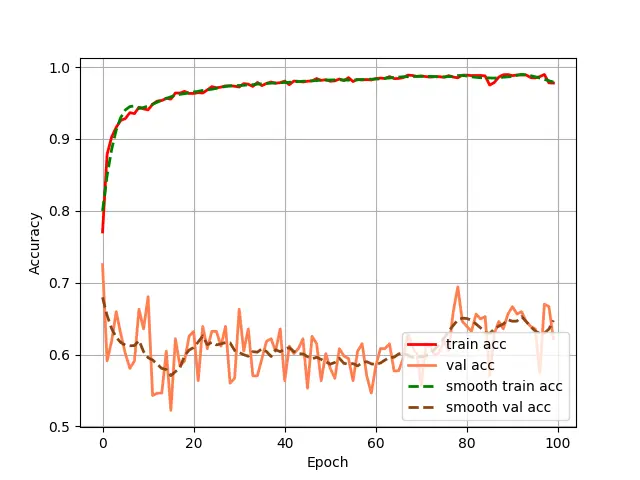 1.0
0.9
0.8
0.7
0.6
0.5
Accuracy
train acc
val acc
smooth train acc
smooth val acc
0 20 40 60 80 100
Epoch